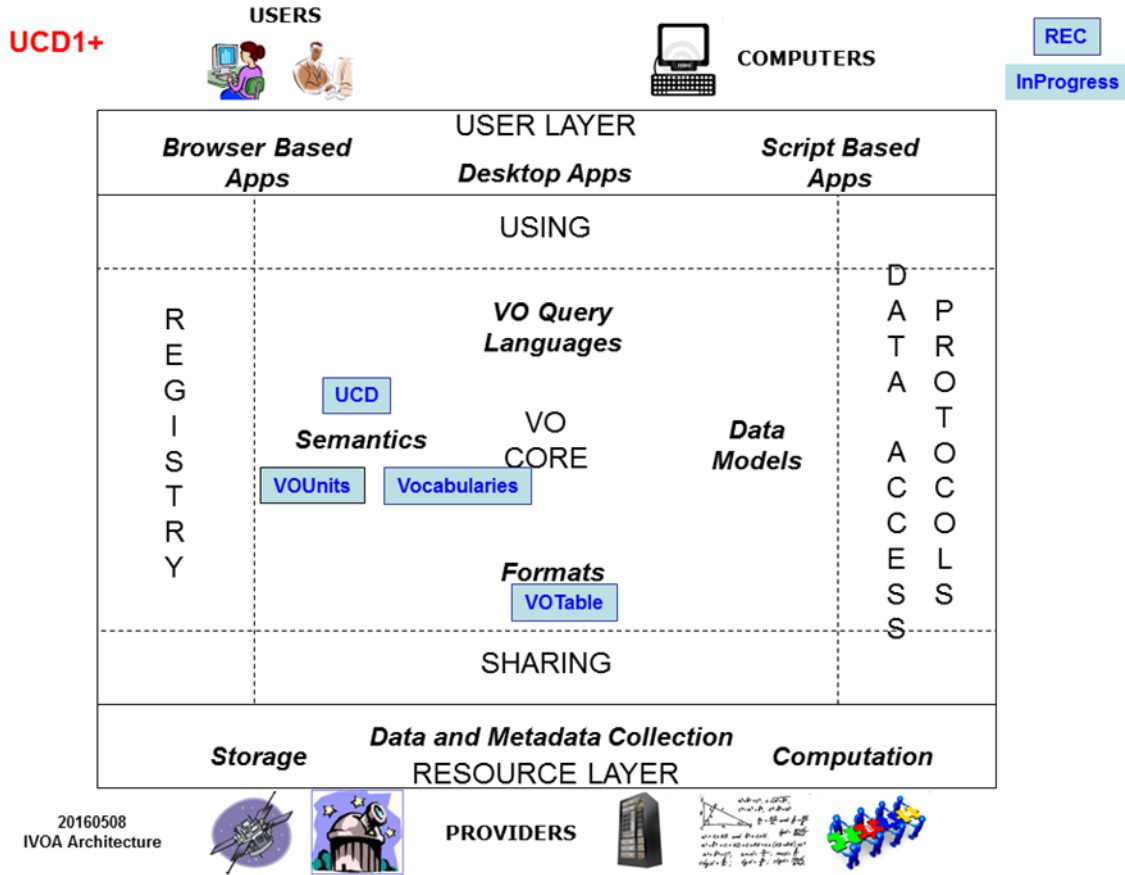 UCD1+
USERS
COMPUTERS
REC
InProgress
USER LAYER
Browser Based
Apps
Desktop Apps
Script Based
Apps
USING
REGISTRY
VO Query
Languages
UCD
Semantics
VOUnits
Vocabularies
VO
CORE
Data
Models
Formats
VOTable
DATA ACCESS
PROTOCOLS
SHARING
Storage
Data and Metadata Collection
Computation
RESOURCE LAYER
20160508
IVOA Architecture
PROVIDERS